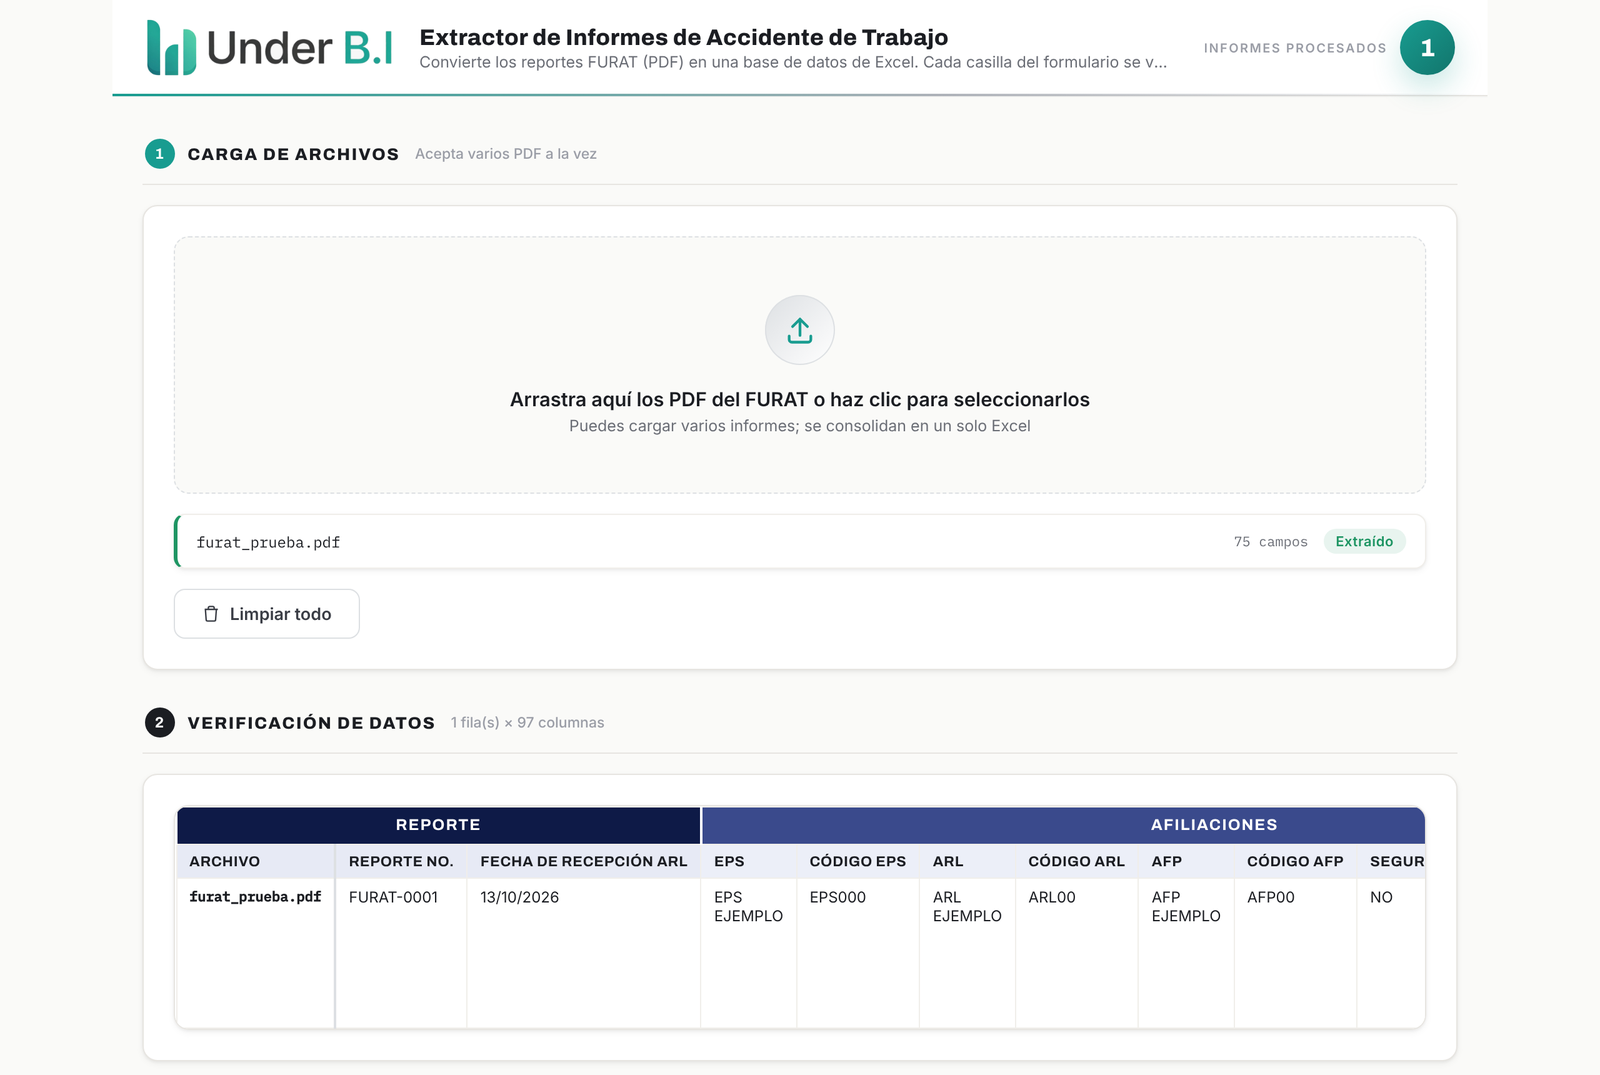 Under B.I
Extractor de Informes de Accidente de Trabajo
Convierte los reportes FURAT (PDF) en una base de datos de Excel. Cada casilla del formulario se v...
INFORMES PROCESADOS 1
1 CARGA DE ARCHIVOS Acepta varios PDF a la vez
Arrastra aquí los PDF del FURAT o haz clic para seleccionarlos
Puedes cargar varios informes; se consolidan en un solo Excel
furat_prueba.pdf 75 campos Extraído
Limpiar todo
2 VERIFICACIÓN DE DATOS 1 fila(s) × 97 columnas
REPORTE AFILIACIONES
ARCHIVO REPORTE NO. FECHA DE RECEPCIÓN ARL EPS CÓDIGO EPS ARL CÓDIGO ARL AFP CÓDIGO AFP SEGUR
furat_prueba.pdf FURAT-0001 13/10/2026 EPS EPS000 ARL ARL00 AFP AFP00 NO
EJEMPLO EJEMPLO EJEMPLO